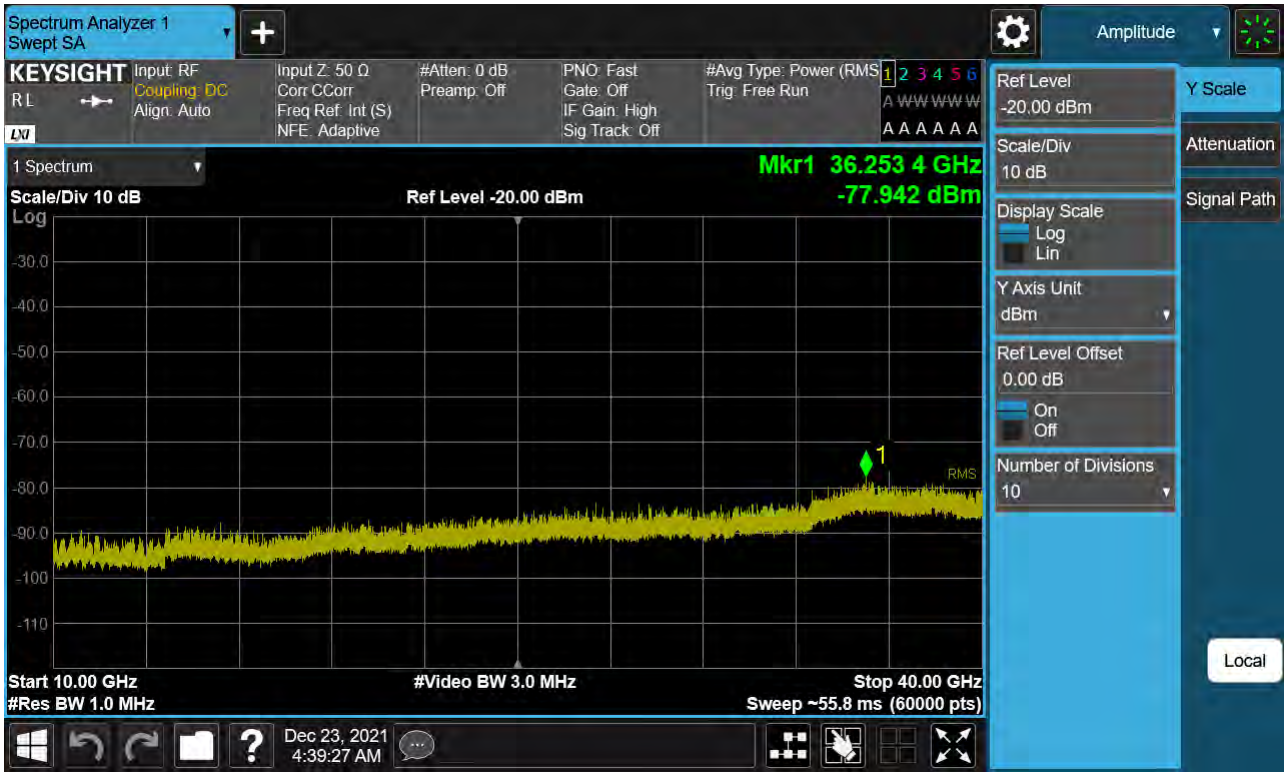 Spectrum Analyzer 1
Swept SA
Amplitude
KEYSIGHT
R L
LXI
Input: RF
Coupling: DC
Align: Auto
Input Z: 50 Ω
Corr CCorr
Freq Ref: Int (S)
NFE: Adaptive
#Atten: 0 dB
Preamp: Off
PNO: Fast
Gate: Off
IF Gain: High
Sig Track: Off
#Avg Type: Power (RMS
Trig: Free Run
1 2 3 4 5 6
A W W W W W
A A A A A A
1 Spectrum
Mkr1 36.253 4 GHz
-77.942 dBm
Scale/Div 10 dB
Ref Level -20.00 dBm
Log
-30.0
-40.0
-50.0
-60.0
-70.0
-80.0
-90.0
-100
-110
1
RMS
Start 10.00 GHz
#Video BW 3.0 MHz
Stop 40.00 GHz
#Res BW 1.0 MHz
Sweep ~55.8 ms (60000 pts)
Ref Level
-20.00 dBm
Scale/Div
10 dB
Display Scale
Log
Lin
Y Axis Unit
dBm
Ref Level Offset
0.00 dB
On
Off
Number of Divisions
10
Y Scale
Attenuation
Signal Path
Local
?
Dec 23, 2021
4:39:27 AM